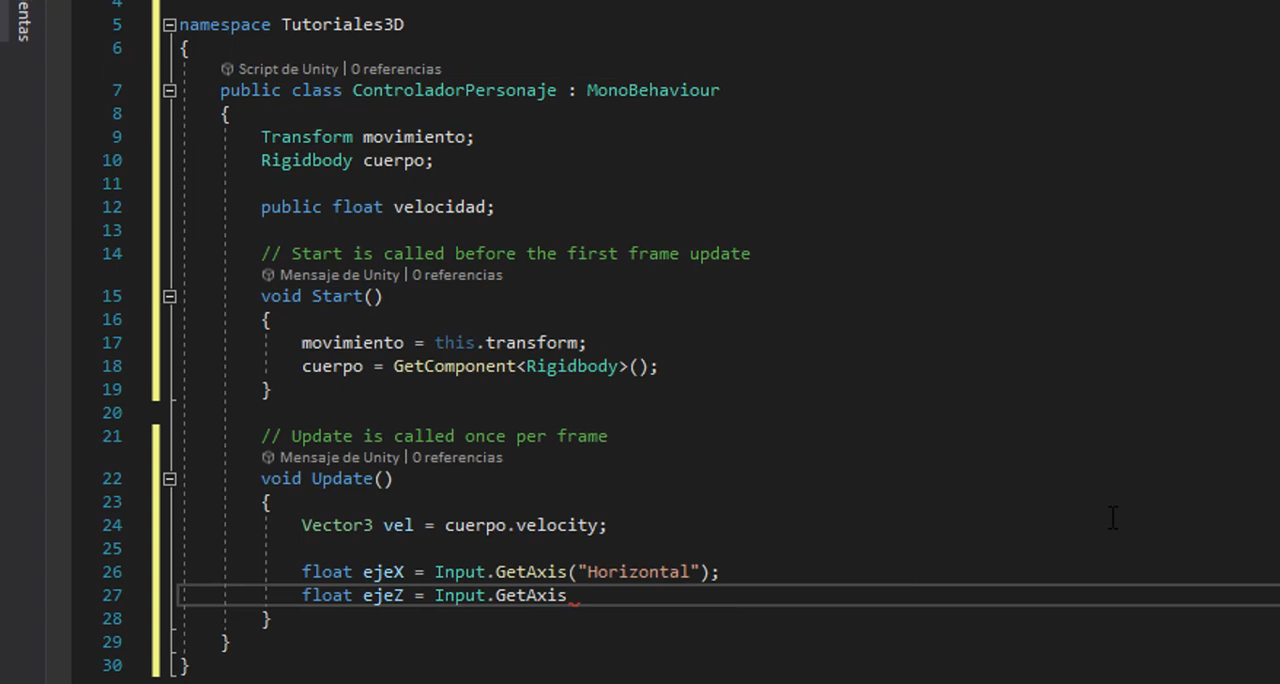 entas
4
5 namespace Tutoriales3D
6 {
Script de Unity | 0 referencias
7 public class ControladorPersonaje : MonoBehaviour
8 {
9 Transform movimiento;
10 Rigidbody cuerpo;
11
12 public float velocidad;
13
14 // Start is called before the first frame update
Mensaje de Unity | 0 referencias
15 void Start()
16 {
17 movimiento = this.transform;
18 cuerpo = GetComponent<Rigidbody>();
19 }
20
21 // Update is called once per frame
Mensaje de Unity | 0 referencias
22 void Update()
23 {
24 Vector3 vel = cuerpo.velocity;
25
26 float ejeX = Input.GetAxis("Horizontal");
27 float ejeZ = Input.GetAxis
28 }
29 }
30 }